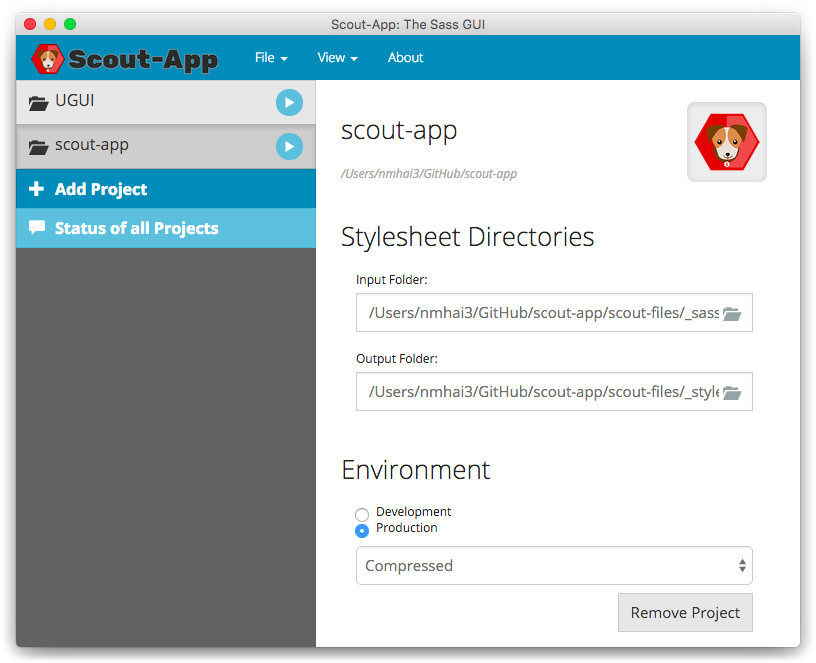 Scout-App: The Sass GUI
Scout-App File View About
UGUI
scout-app
Add Project
Status of all Projects
scout-app
/Users/nmhai3/GitHub/scout-app
Stylesheet Directories
Input Folder:
/Users/nmhai3/GitHub/scout-app/scout-files/_sass
Output Folder:
/Users/nmhai3/GitHub/scout-app/scout-files/_style
Environment
Development
Production
Compressed
Remove Project